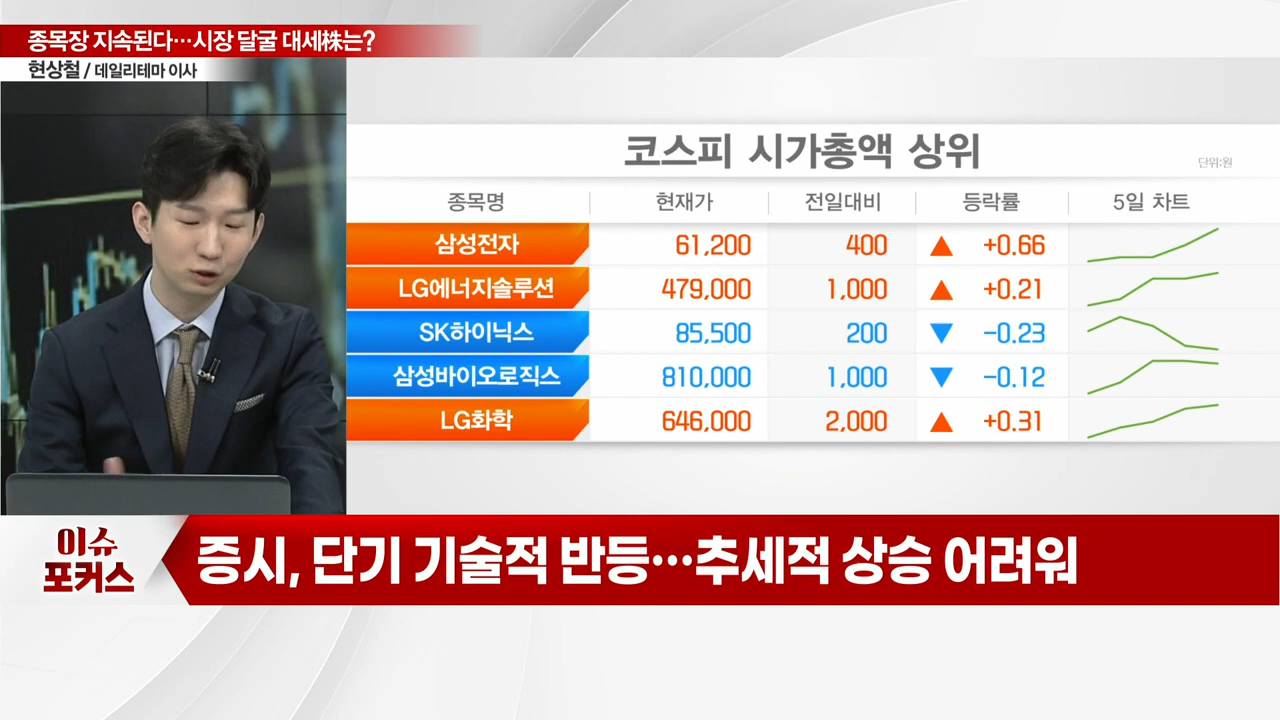 종목장 지속된다…시장 달굴 대세株는?
현상철 / 데일리테마 이사
코스피 시가총액 상위
단위:원
종목명 현재가 전일대비 등락률 5일 차트
삼성전자 61,200 400 ▲ +0.66
LG에너지솔루션 479,000 1,000 ▲ +0.21
SK하이닉스 85,500 200 ▼ -0.23
삼성바이오로직스 810,000 1,000 ▼ -0.12
LG화학 646,000 2,000 ▲ +0.31
이슈
포커스
증시, 단기 기술적 반등…추세적 상승 어려워